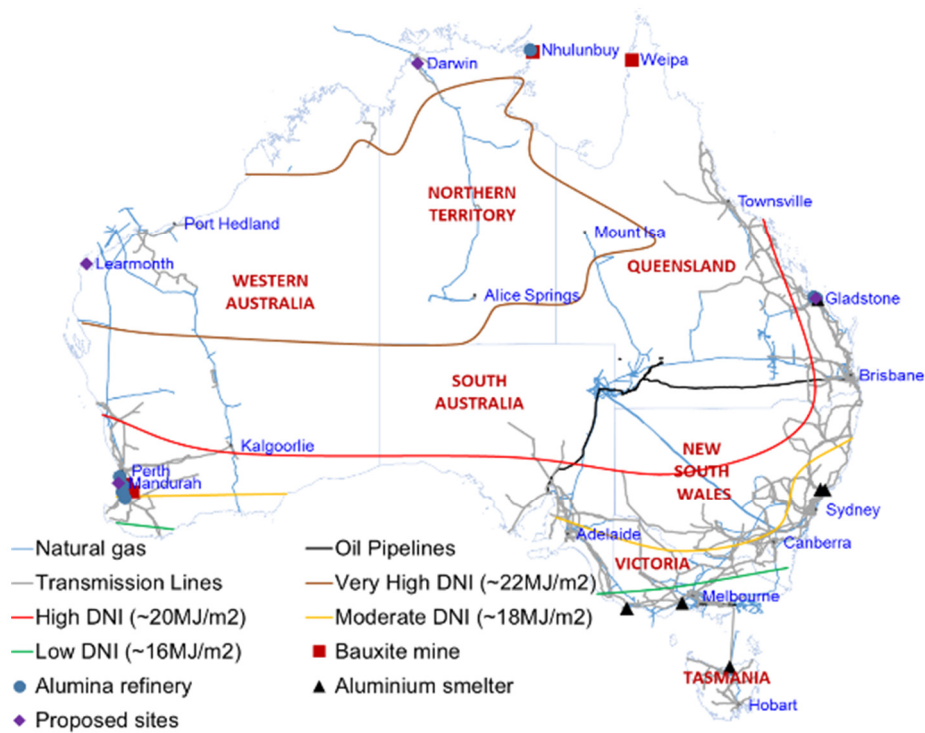 Darwin
Nhulunbuy
Weipa
NORTHERN
TERRITORY
Townsville
Port Hedland
Mount Isa
Learmonth
WESTERN
AUSTRALIA
QUEENSLAND
Alice Springs
Gladstone
SOUTH
AUSTRALIA
Brisbane
Kalgoorlie
NEW
SOUTH
WALES
Perth
Mandurah
Sydney
Adelaide
Canberra
VICTORIA
Melbourne
TASMANIA
Hobart
Natural gas
Oil Pipelines
Transmission Lines
Very High DNI (~22MJ/m2)
High DNI (~20MJ/m2)
Moderate DNI (~18MJ/m2)
Low DNI (~16MJ/m2)
Bauxite mine
Alumina refinery
Aluminium smelter
Proposed sites